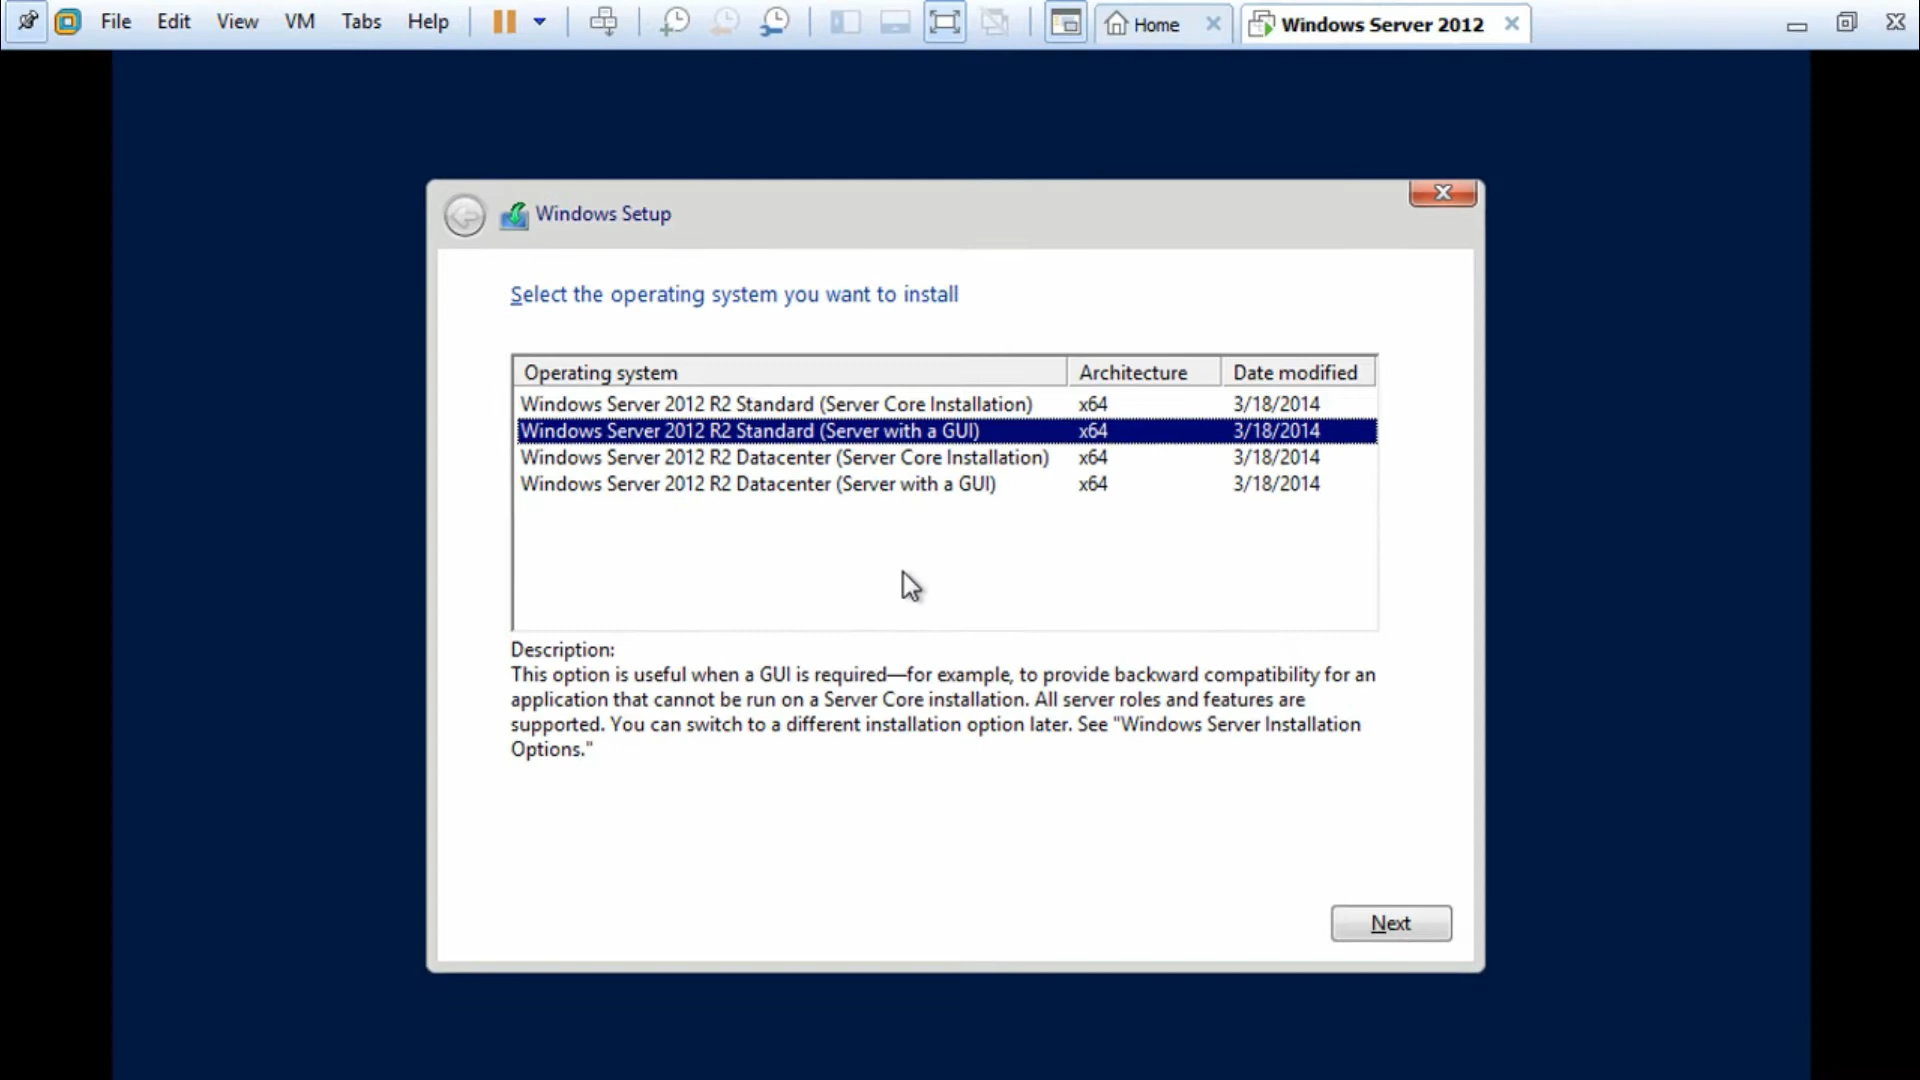 File Edit View VM Tabs Help Home Windows Server 2012
Windows Setup
Select the operating system you want to install
Operating system Architecture Date modified
Windows Server 2012 R2 Standard (Server Core Installation) x64 3/18/2014
Windows Server 2012 R2 Standard (Server with a GUI) x64 3/18/2014
Windows Server 2012 R2 Datacenter (Server Core Installation) x64 3/18/2014
Windows Server 2012 R2 Datacenter (Server with a GUI) x64 3/18/2014
Description:
This option is useful when a GUI is required—for example, to provide backward compatibility for an
application that cannot be run on a Server Core installation. All server roles and features are
supported. You can switch to a different installation option later. See "Windows Server Installation
Options."
Next